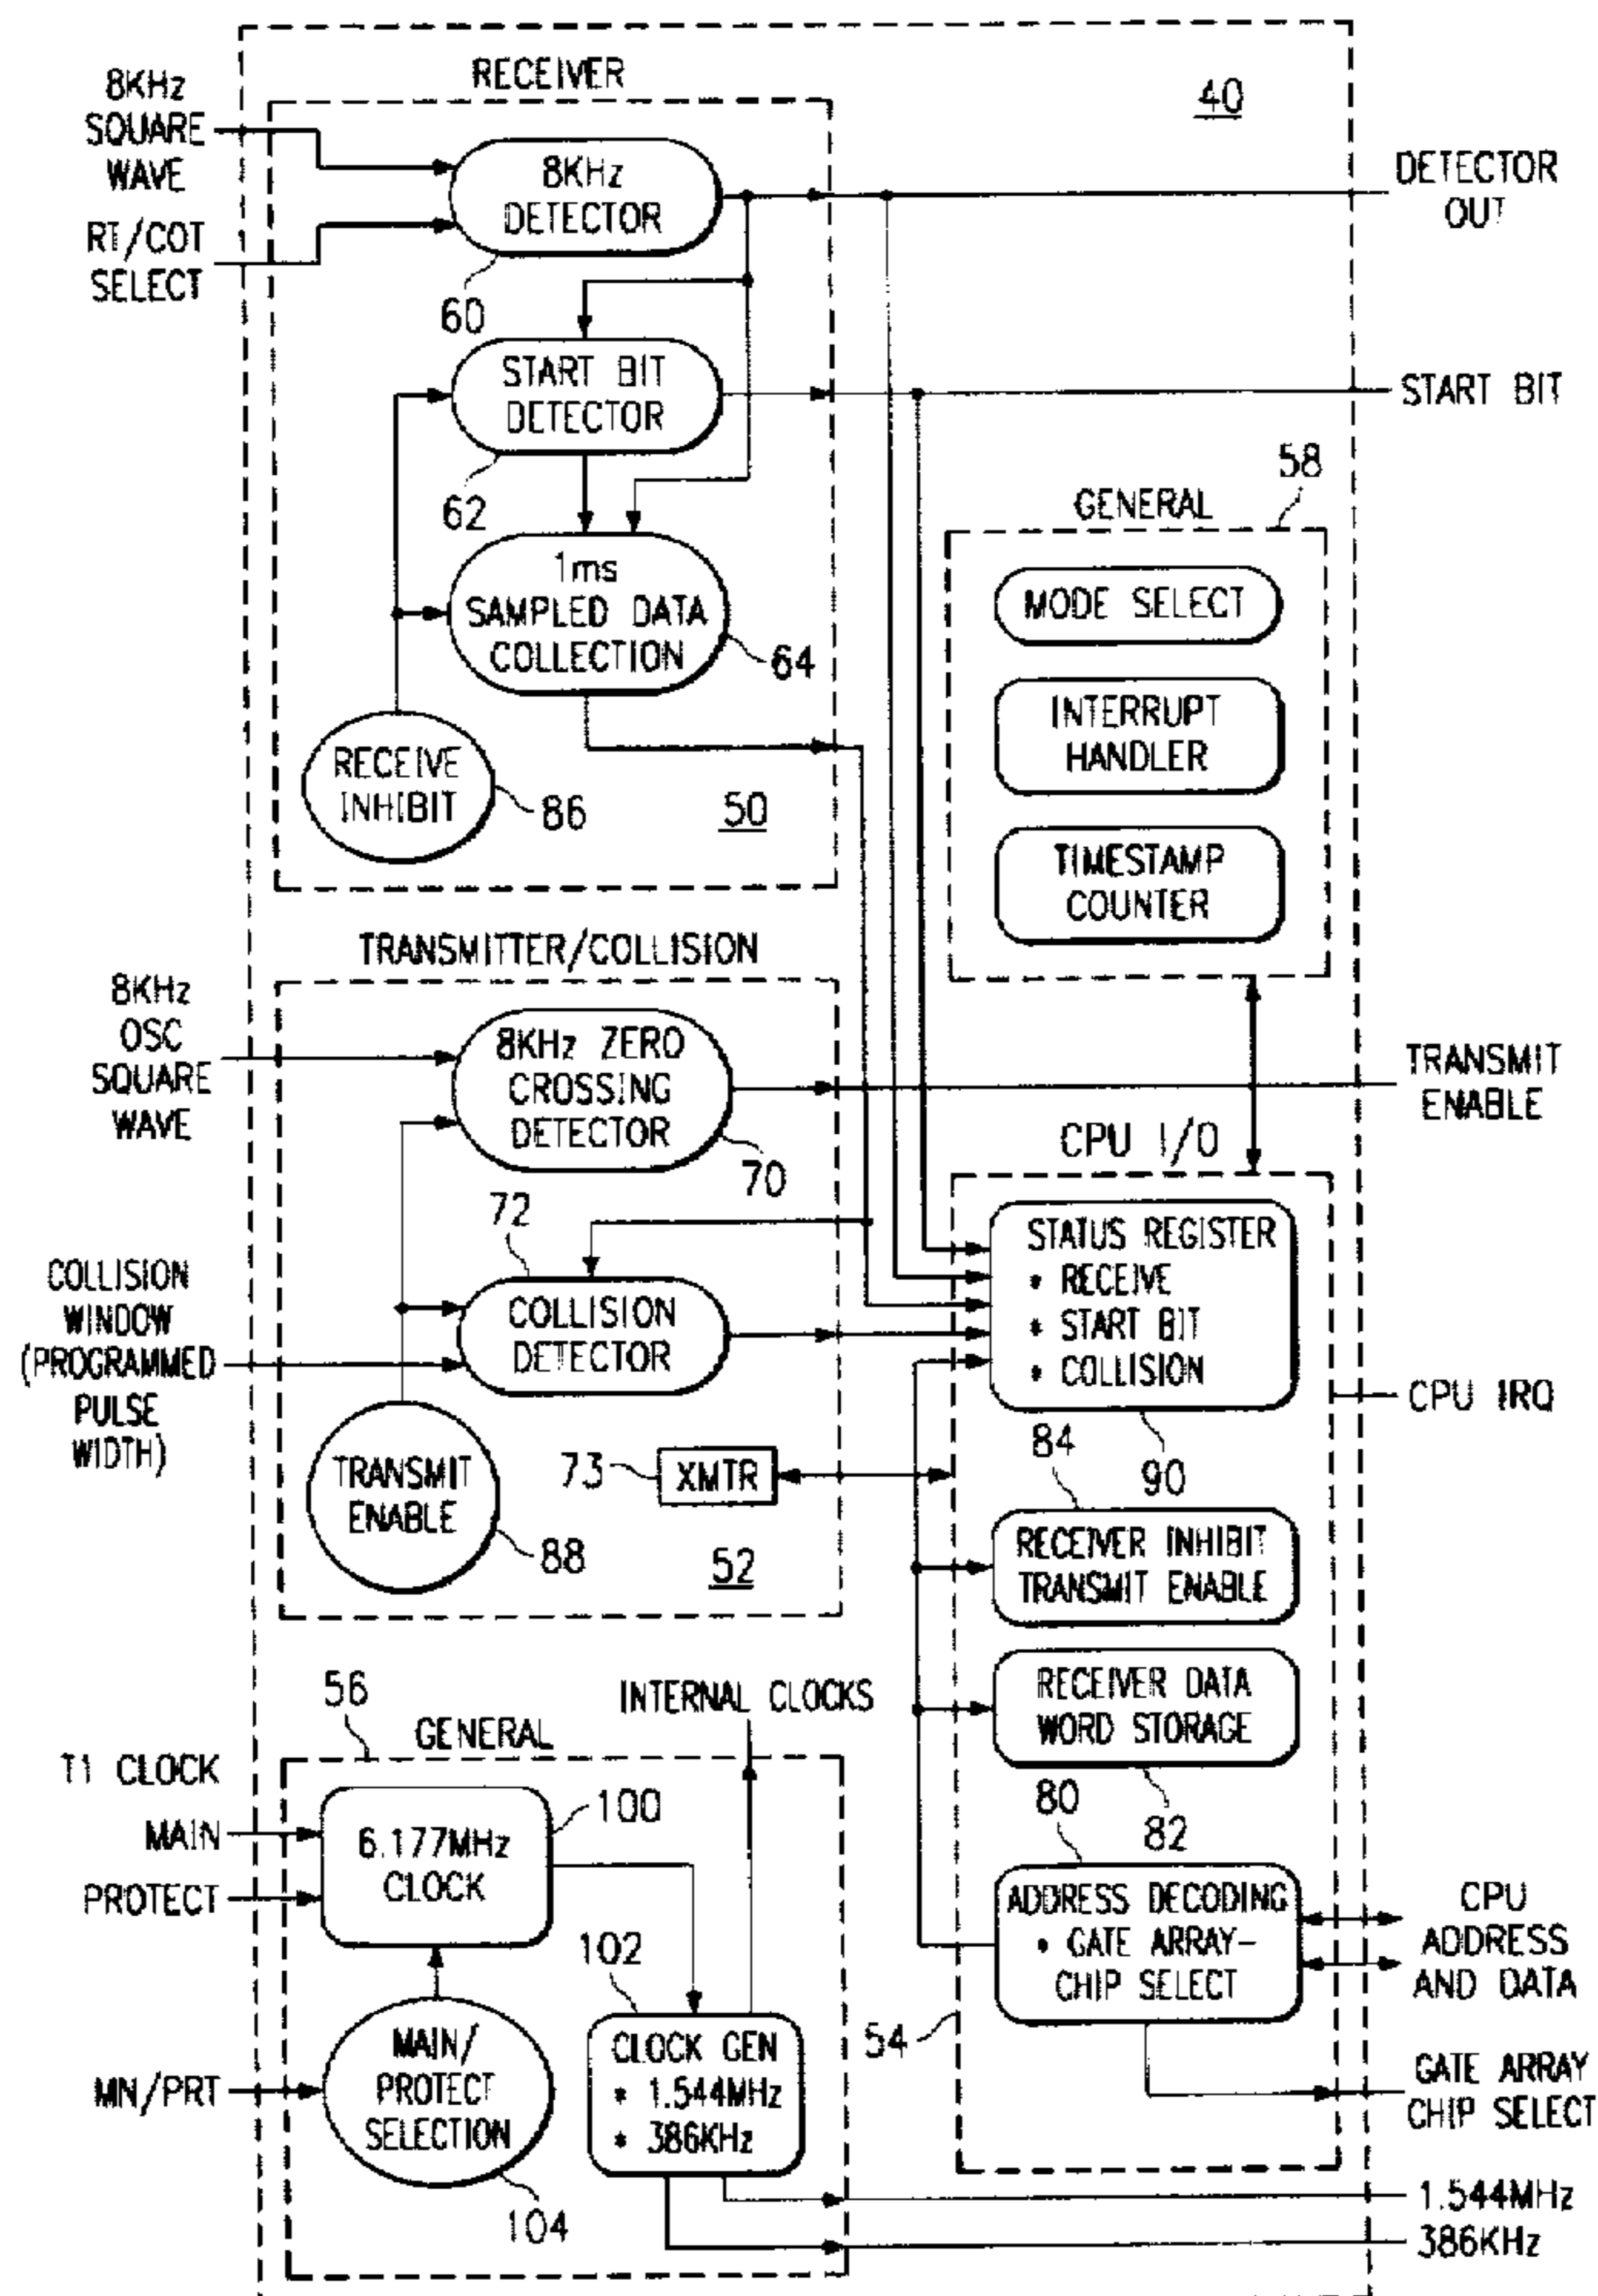 RECEIVER
40
8KHz
SQUARE
WAVE
RT/COT
SELECT
8KHz
DETECTOR
60
DETECTOR
OUT
START BIT
DETECTOR
62
START BIT
1ms
SAMPLED DATA
COLLECTION
64
RECEIVE
INHIBIT
86
50
58
GENERAL
MODE SELECT
INTERRUPT
HANDLER
TIMESTAMP
COUNTER
TRANSMITTER/COLLISION
8KHz
OSC
SQUARE
WAVE
8KHz ZERO
CROSSING
DETECTOR
70
TRANSMIT
ENABLE
72
COLLISION
DETECTOR
COLLISION
WINDOW
(PROGRAMMED
PULSE
WIDTH)
TRANSMIT
ENABLE
88
73
XMTR
52
CPU I/O
STATUS REGISTER
• RECEIVE
• START BIT
• COLLISION
90
CPU IRQ
84
RECEIVER INHIBIT
TRANSMIT ENABLE
RECEIVER DATA
WORD STORAGE
82
80
ADDRESS DECODING
• GATE ARRAY-
CHIP SELECT
54
CPU
ADDRESS
AND DATA
GATE ARRAY
CHIP SELECT
56
GENERAL
INTERNAL CLOCKS
T1 CLOCK
MAIN
PROTECT
6.177MHz
CLOCK
100
MN/PRT
MAIN/
PROTECT
SELECTION
104
102
CLOCK GEN
• 1.544MHz
• 386KHz
1.544MHz
386KHz